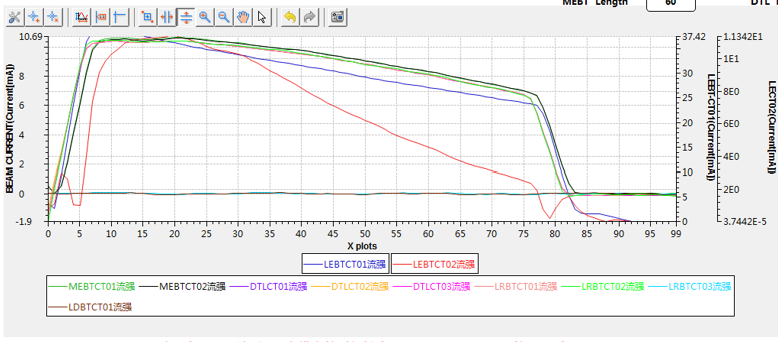 MEBT Length 60 DTL
10.69 37.42 1.1342E1
8 30 1E1
6 8E0
20 6E0
4 15
2 10 4E0
0 5 2E0
-1.9 0 3.7442E-5
BEAM CURRENT(Current[mA])
LEBT-CT01(Current[mA])
LECT02(Current[mA])
0 5 10 15 20 25 30 35 40 45 50 55 60 65 70 75 80 85 90 95 99
X plots
LEBTCT01流强 LEBTCT02流强
MEBTCT01流强 MEBTCT02流强 DTLCT01流强 DTLCT02流强 DTLCT03流强 LRBTCT01流强 LRBTCT02流强 LRBTCT03流强
LDBTCT01流强